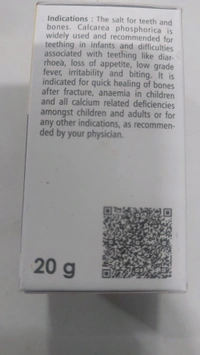 Indications : The salt for teeth and
bones. Calcarea phosphorica is
widely used and recommended for
teething in infants and difficulties
associated with teething like diar-
rhoea, loss of appetite, low grade
fever, irritability and biting. It is
indicated for quick healing of bones
after fracture, anaemia in children
and all calcium related deficiencies
amongst children and adults or for
any other indications, as recommen-
ded by your physician.
20 g